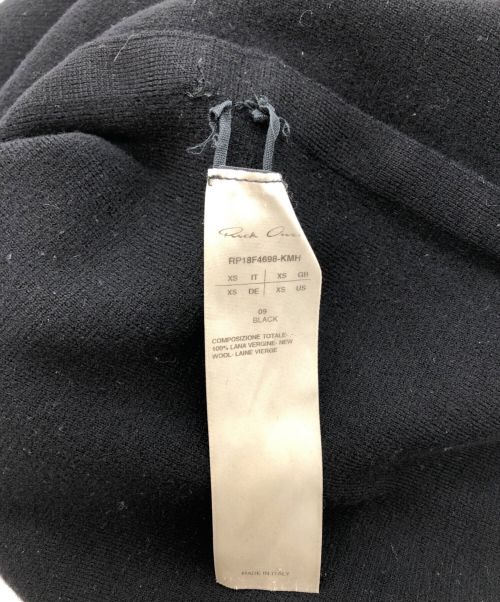 Rick Owens
RP18F4698-KMH
XS IT XS GB
XS DE XS US
09
BLACK
COMPOSIZIONE TOTALE-
100% LANA VERGINE- NEW
WOOL- LAINE VIERGE
MADE IN ITALY